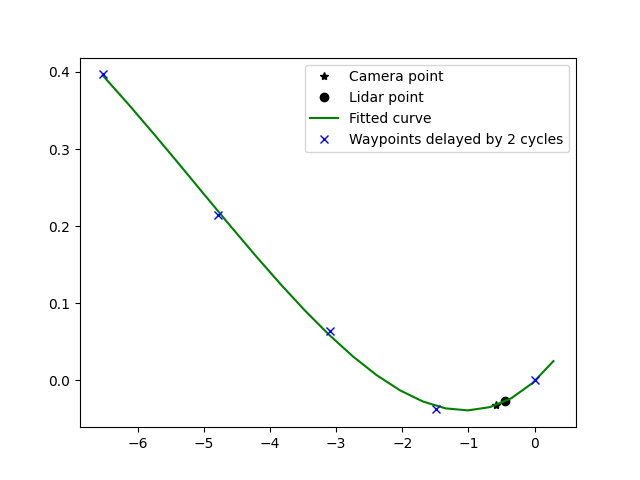 0.4
0.3
0.2
0.1
0.0
Camera point
Lidar point
Fitted curve
Waypoints delayed by 2 cycles
−6 −5 −4 −3 −2 −1 0